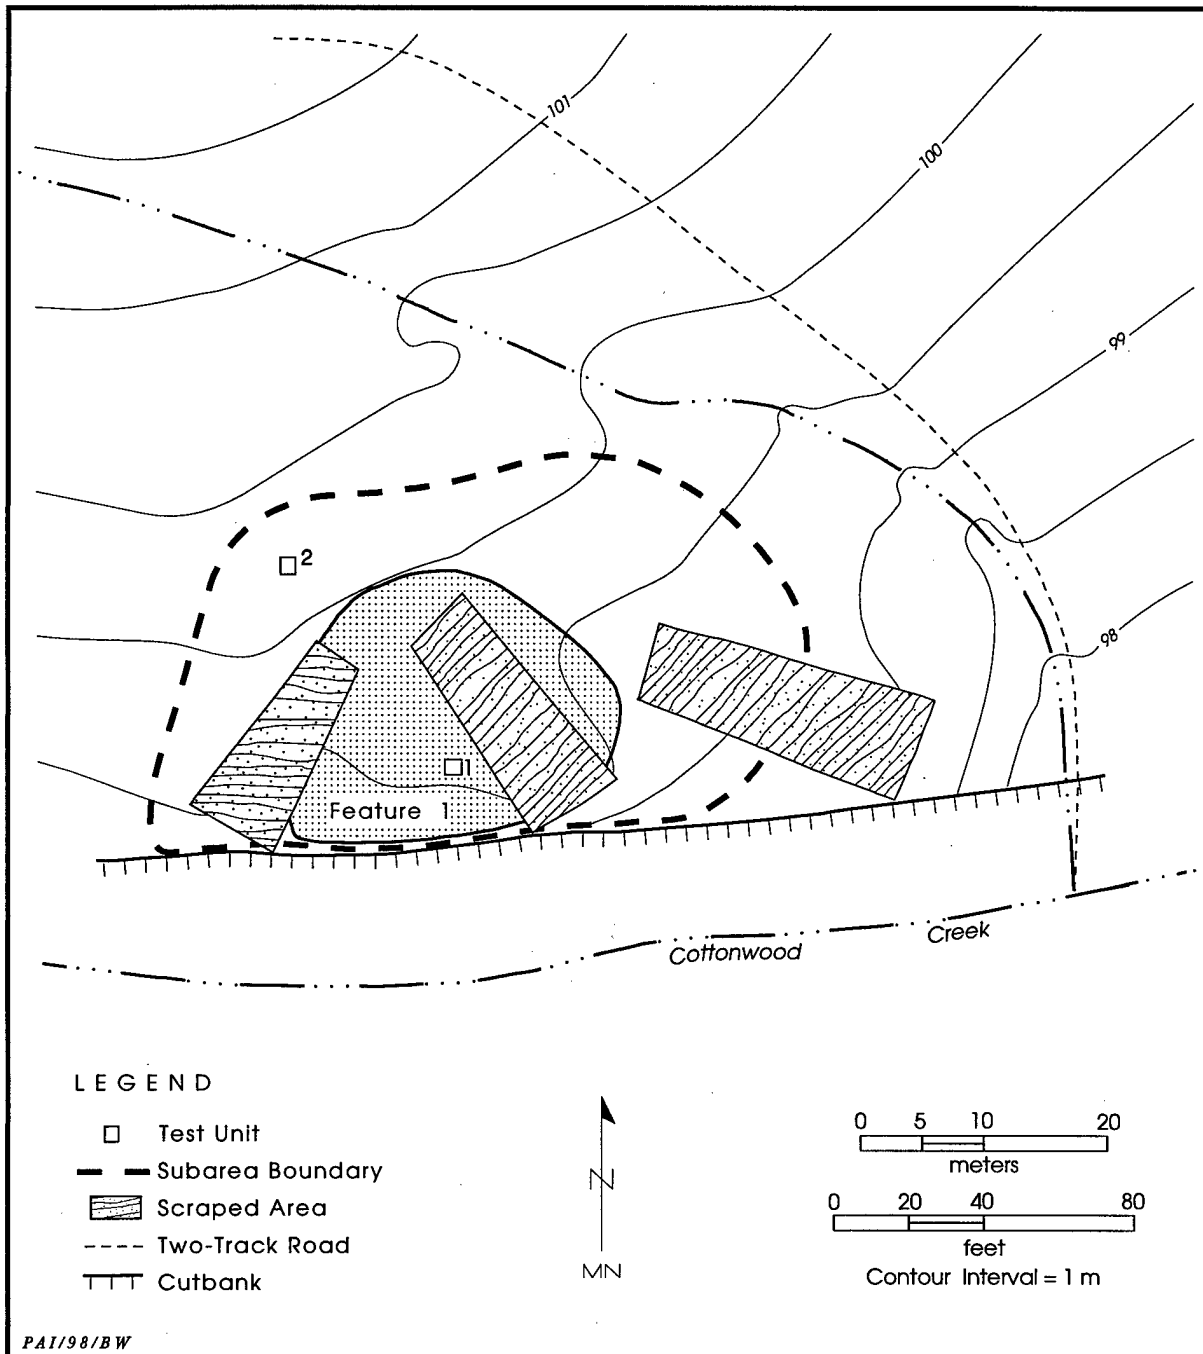 101
100
99
98
2
1
Feature 1
Cottonwood Creek
LEGEND
Test Unit
Subarea Boundary
Scraped Area
Two-Track Road
Cutbank
N
MN
0 5 10 20
meters
0 20 40 80
feet
Contour Interval = 1 m
PAI/98/BW